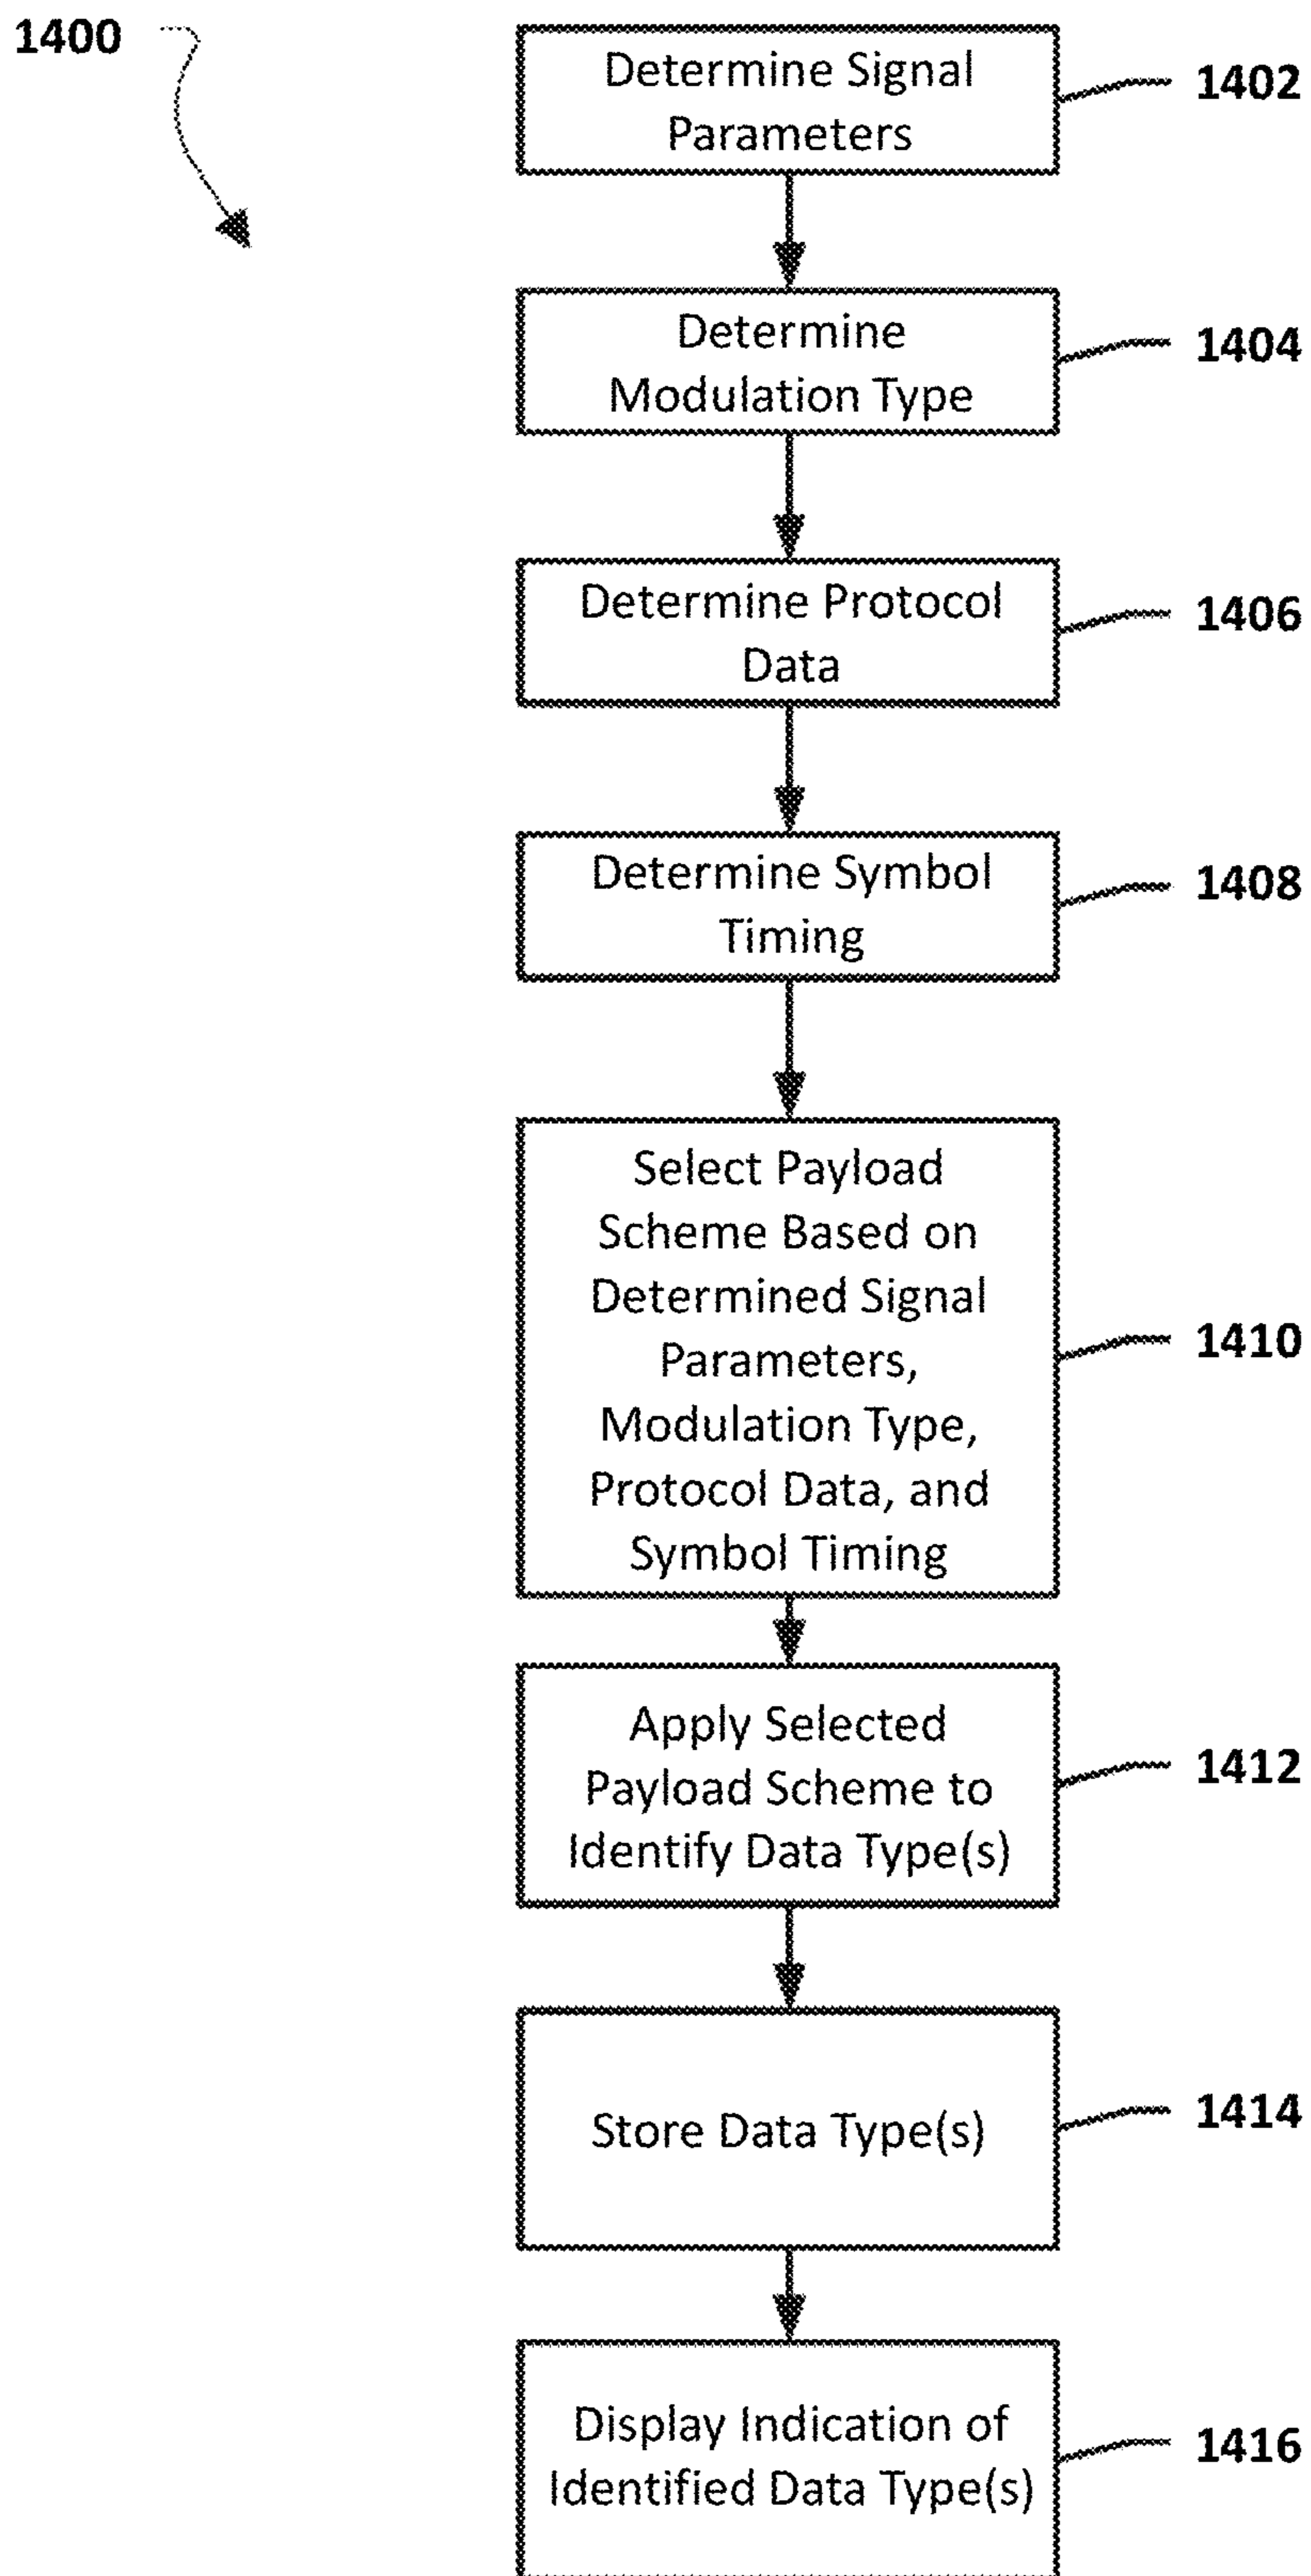 1400
Determine Signal
Parameters
1402
Determine
Modulation Type
1404
Determine Protocol
Data
1406
Determine Symbol
Timing
1408
Select Payload
Scheme Based on
Determined Signal
Parameters,
Modulation Type,
Protocol Data, and
Symbol Timing
1410
Apply Selected
Payload Scheme to
Identify Data Type(s)
1412
Store Data Type(s)
1414
Display Indication of
Identified Data Type(s)
1416